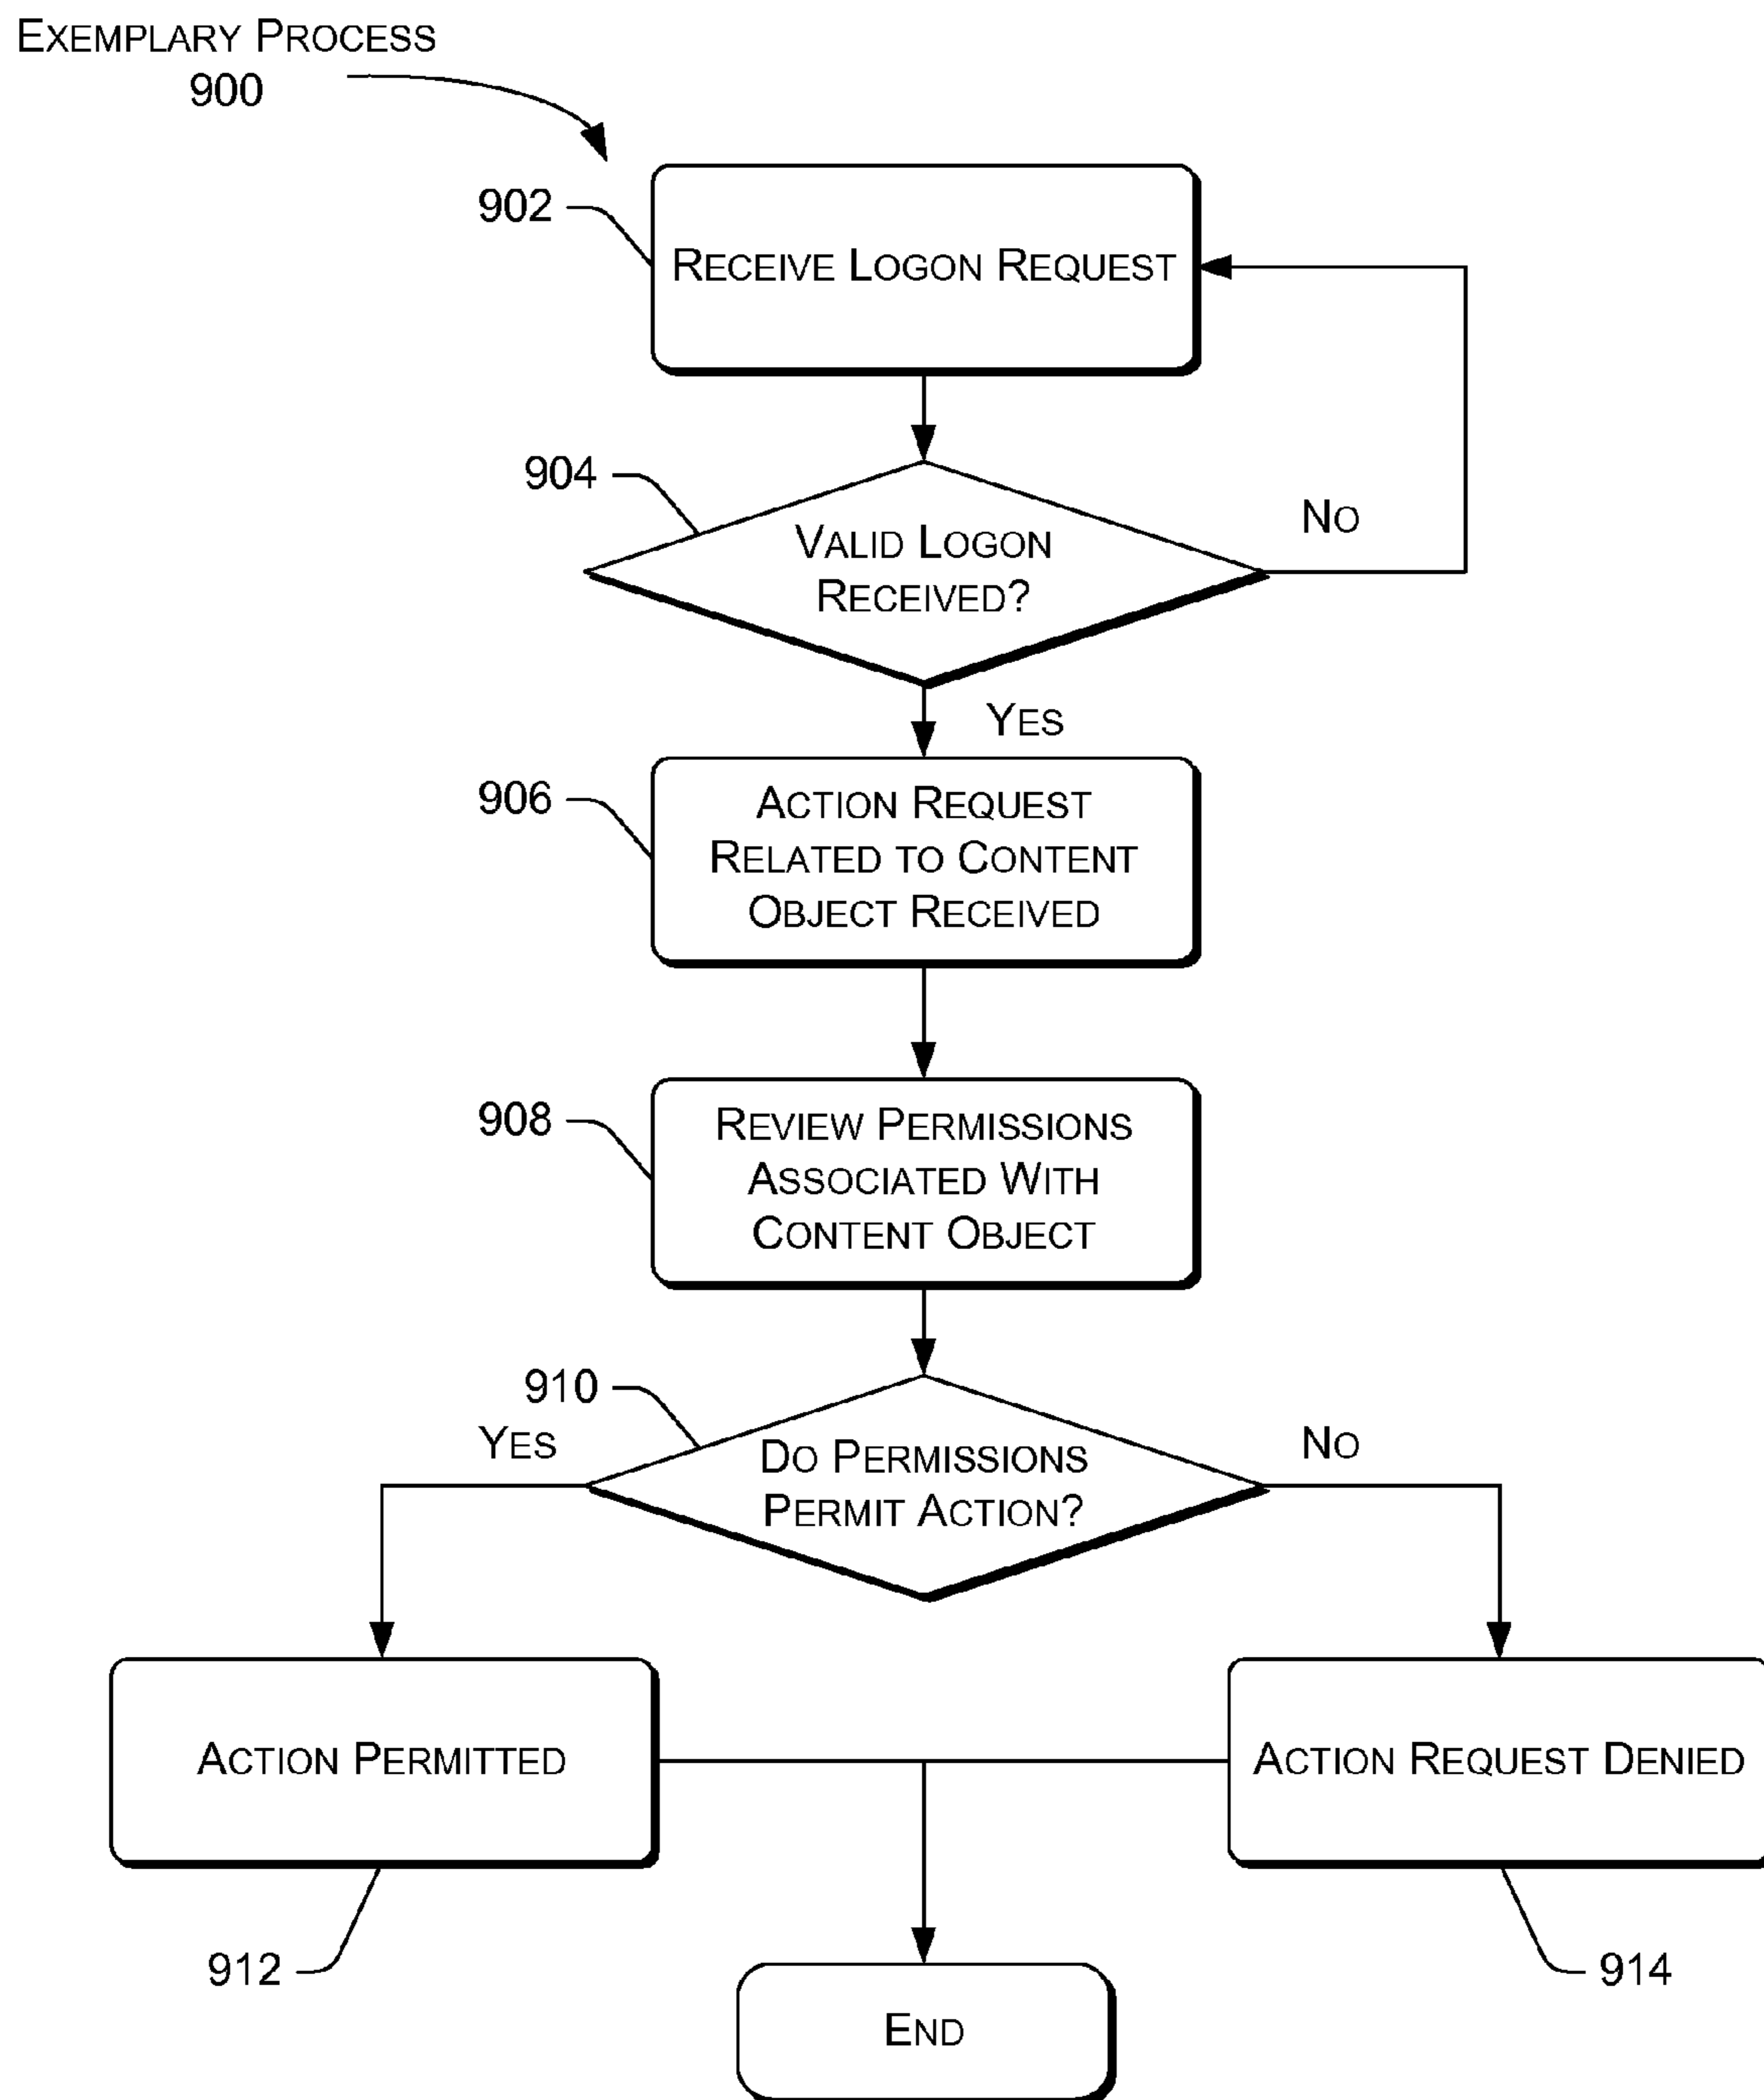 EXEMPLARY PROCESS
900
902
RECEIVE LOGON REQUEST
904
VALID LOGON
RECEIVED?
NO
YES
906
ACTION REQUEST
RELATED TO CONTENT
OBJECT RECEIVED
908
REVIEW PERMISSIONS
ASSOCIATED WITH
CONTENT OBJECT
910
YES
DO PERMISSIONS
PERMIT ACTION?
NO
ACTION PERMITTED
ACTION REQUEST DENIED
912
914
END